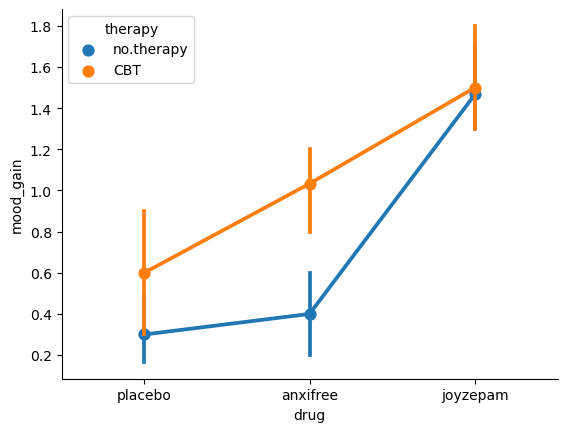 therapy
no.therapy
CBT
1.8
1.6
1.4
1.2
1.0
0.8
0.6
0.4
0.2
mood_gain
placebo
anxifree
joyzepam
drug